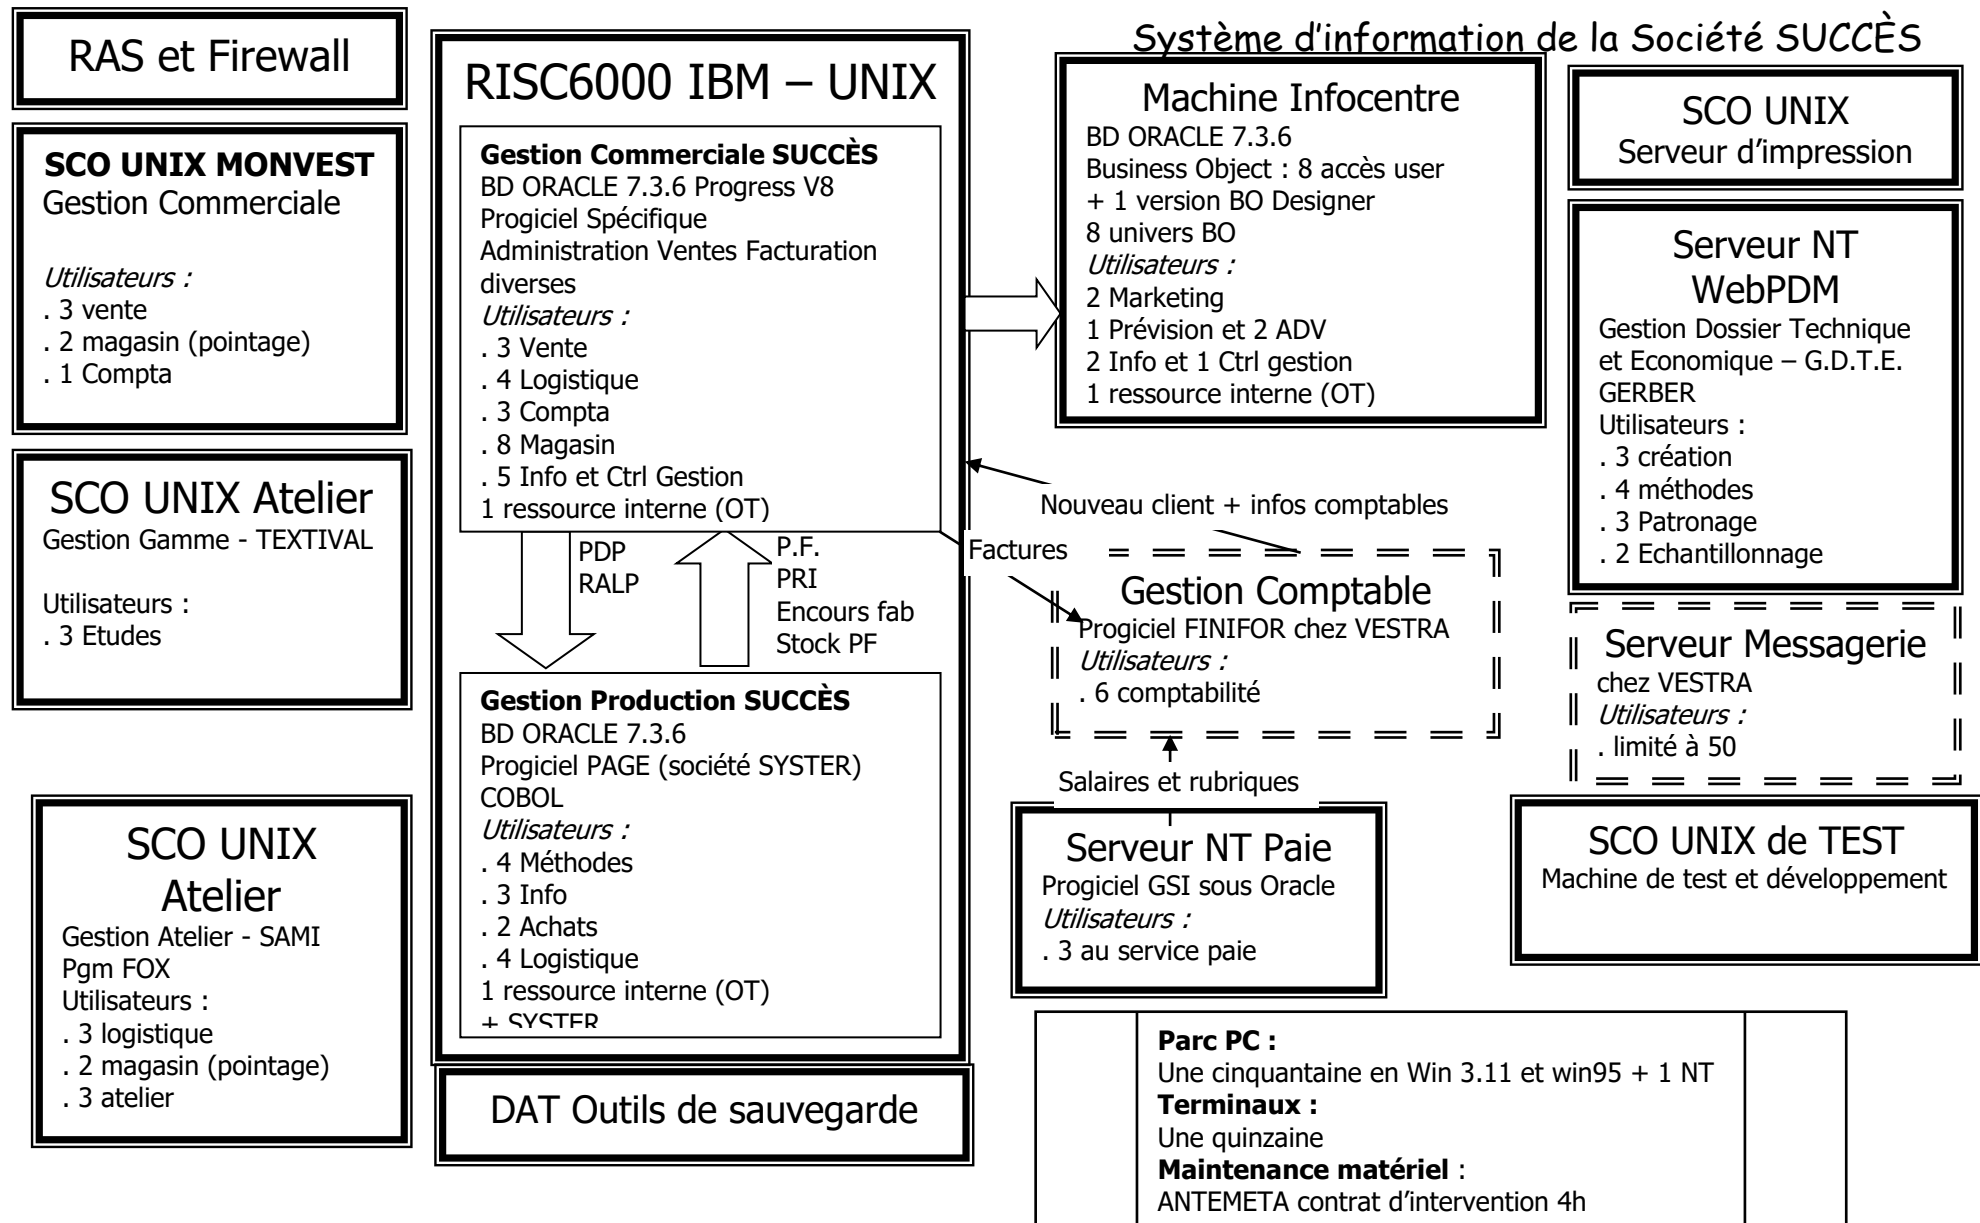 Système d'information de la Société SUCCÈS
RAS et Firewall
SCO UNIX MONVEST
Gestion Commerciale
Utilisateurs :
. 3 vente
. 2 magasin (pointage)
. 1 Compta
SCO UNIX Atelier
Gestion Gamme - TEXTIVAL
Utilisateurs :
. 3 Etudes
SCO UNIX
Atelier
Gestion Atelier - SAMI
Pgm FOX
Utilisateurs :
. 3 logistique
. 2 magasin (pointage)
. 3 atelier
RISC6000 IBM – UNIX
Gestion Commerciale SUCCÈS
BD ORACLE 7.3.6 Progress V8
Progiciel Spécifique
Administration Ventes Facturation
diverses
Utilisateurs :
. 3 Vente
. 4 Logistique
. 3 Compta
. 8 Magasin
. 5 Info et Ctrl Gestion
1 ressource interne (OT)
PDP
RALP
P.F.
PRI
Encours fab
Stock PF
Gestion Production SUCCÈS
BD ORACLE 7.3.6
Progiciel PAGE (société SYSTER)
COBOL
Utilisateurs :
. 4 Méthodes
. 3 Info
. 2 Achats
. 4 Logistique
1 ressource interne (OT)
+ SYSTER
DAT Outils de sauvegarde
Machine Infocentre
BD ORACLE 7.3.6
Business Object : 8 accès user
+ 1 version BO Designer
8 univers BO
Utilisateurs :
2 Marketing
1 Prévision et 2 ADV
2 Info et 1 Ctrl gestion
1 ressource interne (OT)
Nouveau client + infos comptables
Factures
Gestion Comptable
Progiciel FINIFOR chez VESTRA
Utilisateurs :
. 6 comptabilité
Salaires et rubriques
Serveur NT Paie
Progiciel GSI sous Oracle
Utilisateurs :
. 3 au service paie
SCO UNIX
Serveur d'impression
Serveur NT
WebPDM
Gestion Dossier Technique
et Economique – G.D.T.E.
GERBER
Utilisateurs :
. 3 création
. 4 méthodes
. 3 Patronage
. 2 Echantillonnage
Serveur Messagerie
chez VESTRA
Utilisateurs :
. limité à 50
SCO UNIX de TEST
Machine de test et développement
Parc PC :
Une cinquantaine en Win 3.11 et win95 + 1 NT
Terminaux :
Une quinzaine
Maintenance matériel :
ANTEMETA contrat d'intervention 4h